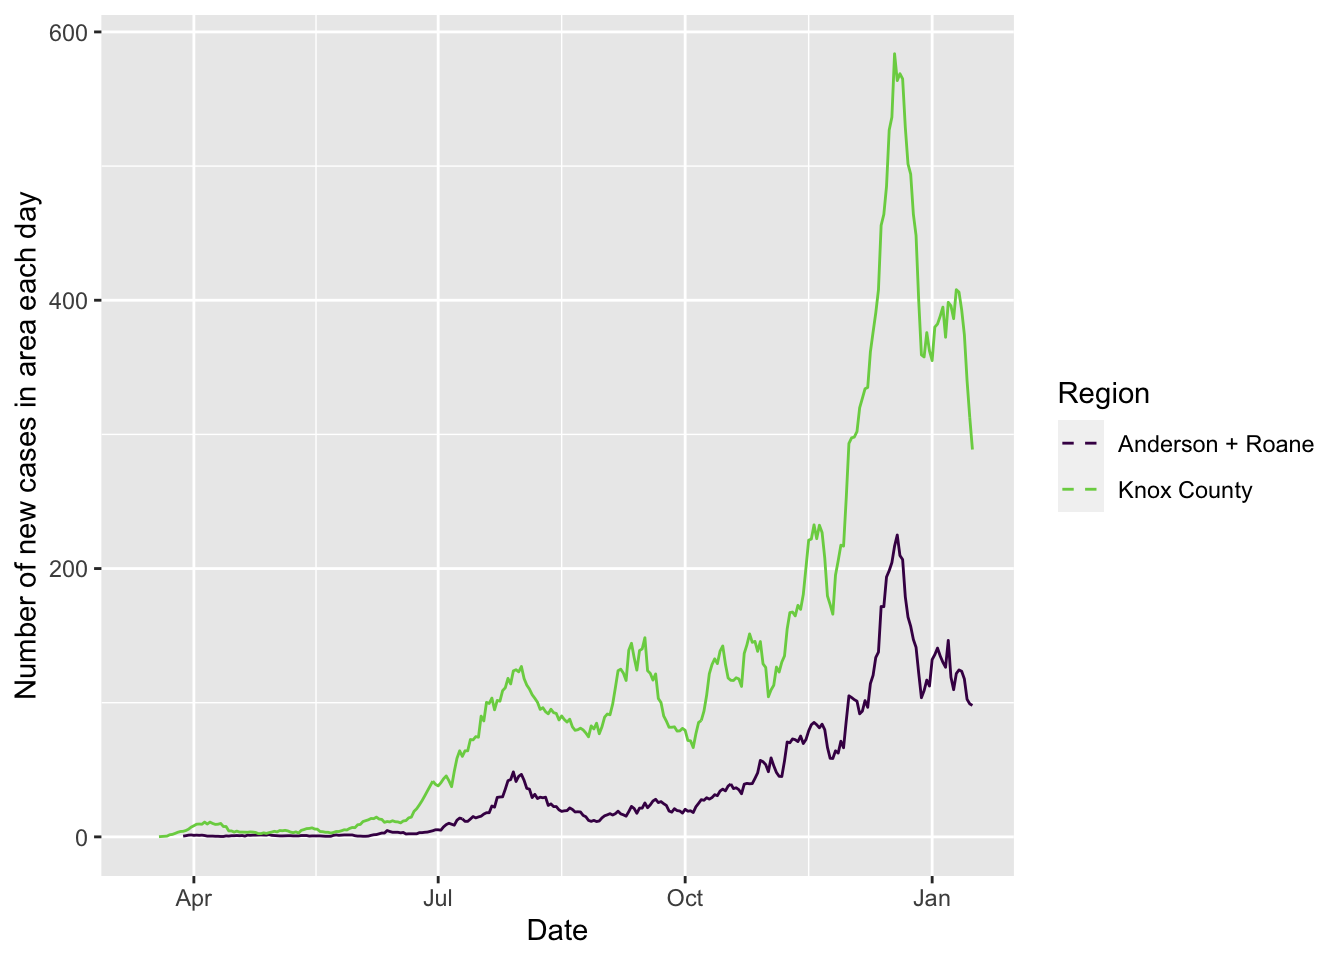 600
400
200
0
Number of new cases in area each day
Apr
Jul
Oct
Jan
Date
Region
Anderson + Roane
Knox County